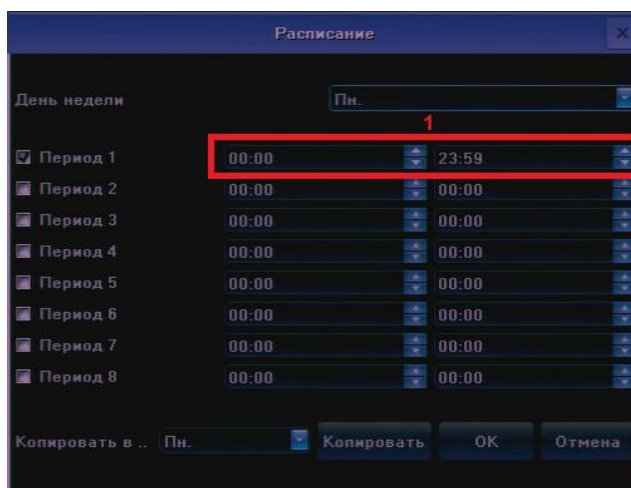 Расписание
День недели Пн.
1
Период 1 00:00 23:59
Период 2 00:00 00:00
Период 3 00:00 00:00
Период 4 00:00 00:00
Период 5 00:00 00:00
Период 6 00:00 00:00
Период 7 00:00 00:00
Период 8 00:00 00:00
Копировать в .. Пн. Копировать OK Отмена